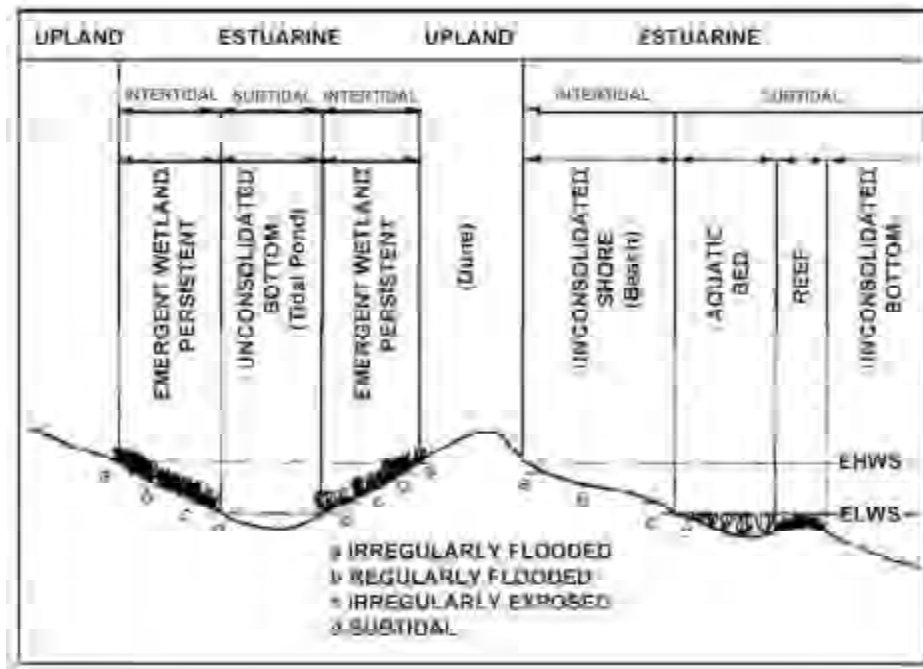 UPLAND ESTUARINE UPLAND ESTUARINE
INTERTIDAL SUBTIDAL INTERTIDAL INTERTIDAL SUBTIDAL
EMERGENT WETLAND
PERSISTENT
UNCONSOLIDATED
BOTTOM
(Tidal Pond)
EMERGENT WETLAND
PERSISTENT
(Dune)
UNCONSOLIDATED
SHORE
(Beach)
AQUATIC
BED
REEF
UNCONSOLIDATED
BOTTOM
EHWS
ELWS
a IRREGULARLY FLOODED
b REGULARLY FLOODED
c IRREGULARLY EXPOSED
d SUBTIDAL